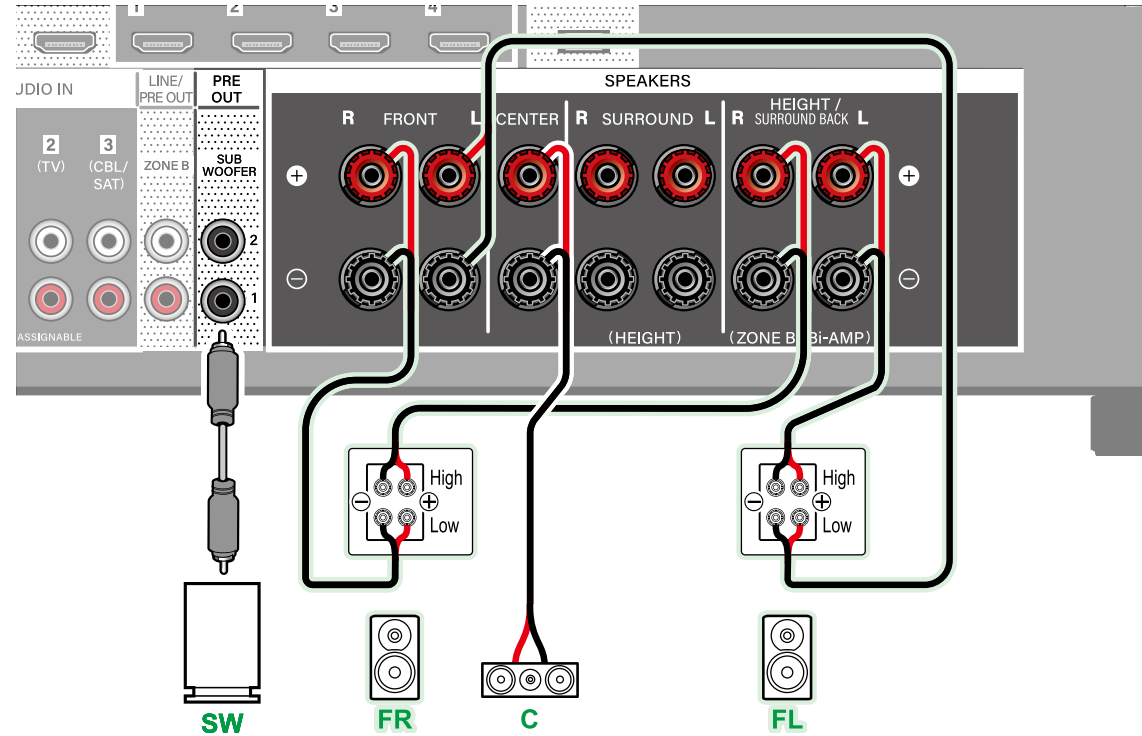 1 2 3 4
UDIO IN
LINE/
PRE OUT
PRE
OUT
SPEAKERS
R FRONT L
CENTER
R SURROUND L
HEIGHT /
R SURROUND BACK L
2
(TV)
3
(CBL/
SAT)
ZONE B
SUB
WOOFER
+
−
+
−
2
1
ASSIGNABLE
(HEIGHT)
(ZONE B/Bi-AMP)
High
− +
Low
High
− +
Low
SW
FR
C
FL